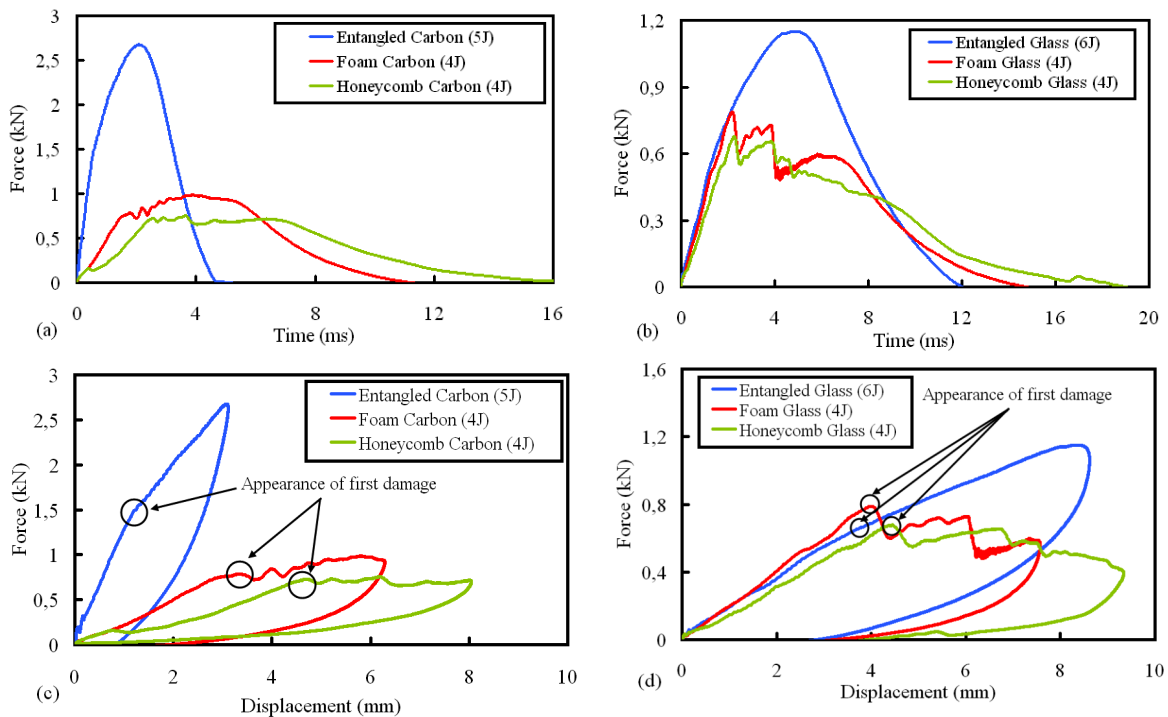 3
2.5
2
1.5
1
0.5
0
Force (kN)
0
4
8
12
16
Time (ms)
(a)
Entangled Carbon (5J)
Foam Carbon (4J)
Honeycomb Carbon (4J)
1,2
0.9
0.6
0.3
0
Force (kN)
0
4
8
12
16
20
Time (ms)
(b)
Entangled Glass (6J)
Foam Glass (4J)
Honeycomb Glass (4J)
3
2.5
2
1.5
1
0.5
0
Force (kN)
0
2
4
6
8
10
Displacement (mm)
(c)
Entangled Carbon (5J)
Foam Carbon (4J)
Honeycomb Carbon (4J)
Appearance of first damage
1,6
1,2
0.8
0.4
0
Force (kN)
0
2
4
6
8
10
Displacement (mm)
(d)
Entangled Glass (6J)
Foam Glass (4J)
Honeycomb Glass (4J)
Appearance of first damage